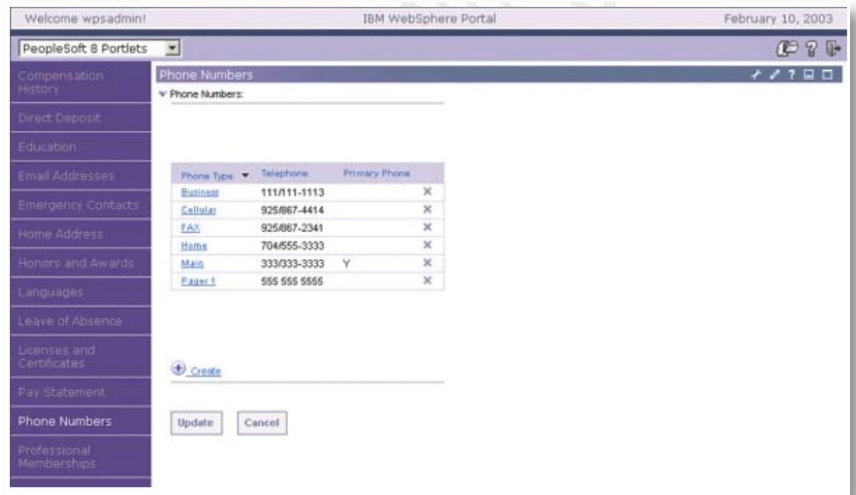 Welcome wpsadmin! IBM WebSphere Portal February 10, 2003
PeopleSoft 8 Portlets
Compensation
History
Direct Deposit
Education
Email Addresses
Emergency Contacts
Home Address
Honors and Awards
Languages
Leave of Absence
Licenses and
Certificates
Pay Statement
Phone Numbers
Professional
Memberships
Phone Numbers
Phone Numbers:
Phone Type Telephone Primary Phone
Business 111/111-1113
Cellular 925/867-4414
FAX 925/867-2341
Home 704/555-3333
Main 333/333-3333 Y
Pager 1 555 555 5555
Create
Update Cancel